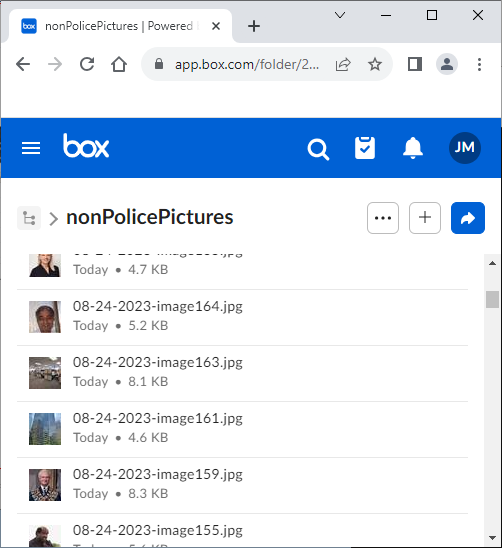 box
nonPolicePictures | Powered
app.box.com/folder/2...
box
JM
nonPolicePictures
Today • 4.7 KB
08-24-2023-image164.jpg
Today • 5.2 KB
08-24-2023-image163.jpg
Today • 8.1 KB
08-24-2023-image161.jpg
Today • 4.6 KB
08-24-2023-image159.jpg
Today • 8.3 KB
08-24-2023-image155.jpg